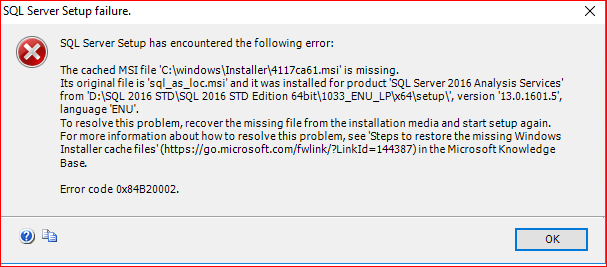 SQL Server Setup failure.
SQL Server Setup has encountered the following error:
The cached MSI file 'C:\windows\Installer\4117ca61.msi' is missing.
Its original file is 'sql_as_loc.msi' and it was installed for product 'SQL Server 2016 Analysis Services'
from 'D:\SQL 2016 STD\SQL 2016 STD Edition 64bit\1033_ENU_LP\x64\setup\', version '13.0.1601.5',
language 'ENU'.
To resolve this problem, recover the missing file from the installation media and start setup again.
For more information about how to resolve this problem, see 'Steps to restore the missing Windows
Installer cache files' (https://go.microsoft.com/fwlink/?LinkId=144387) in the Microsoft Knowledge
Base.
Error code 0x84B20002.
OK